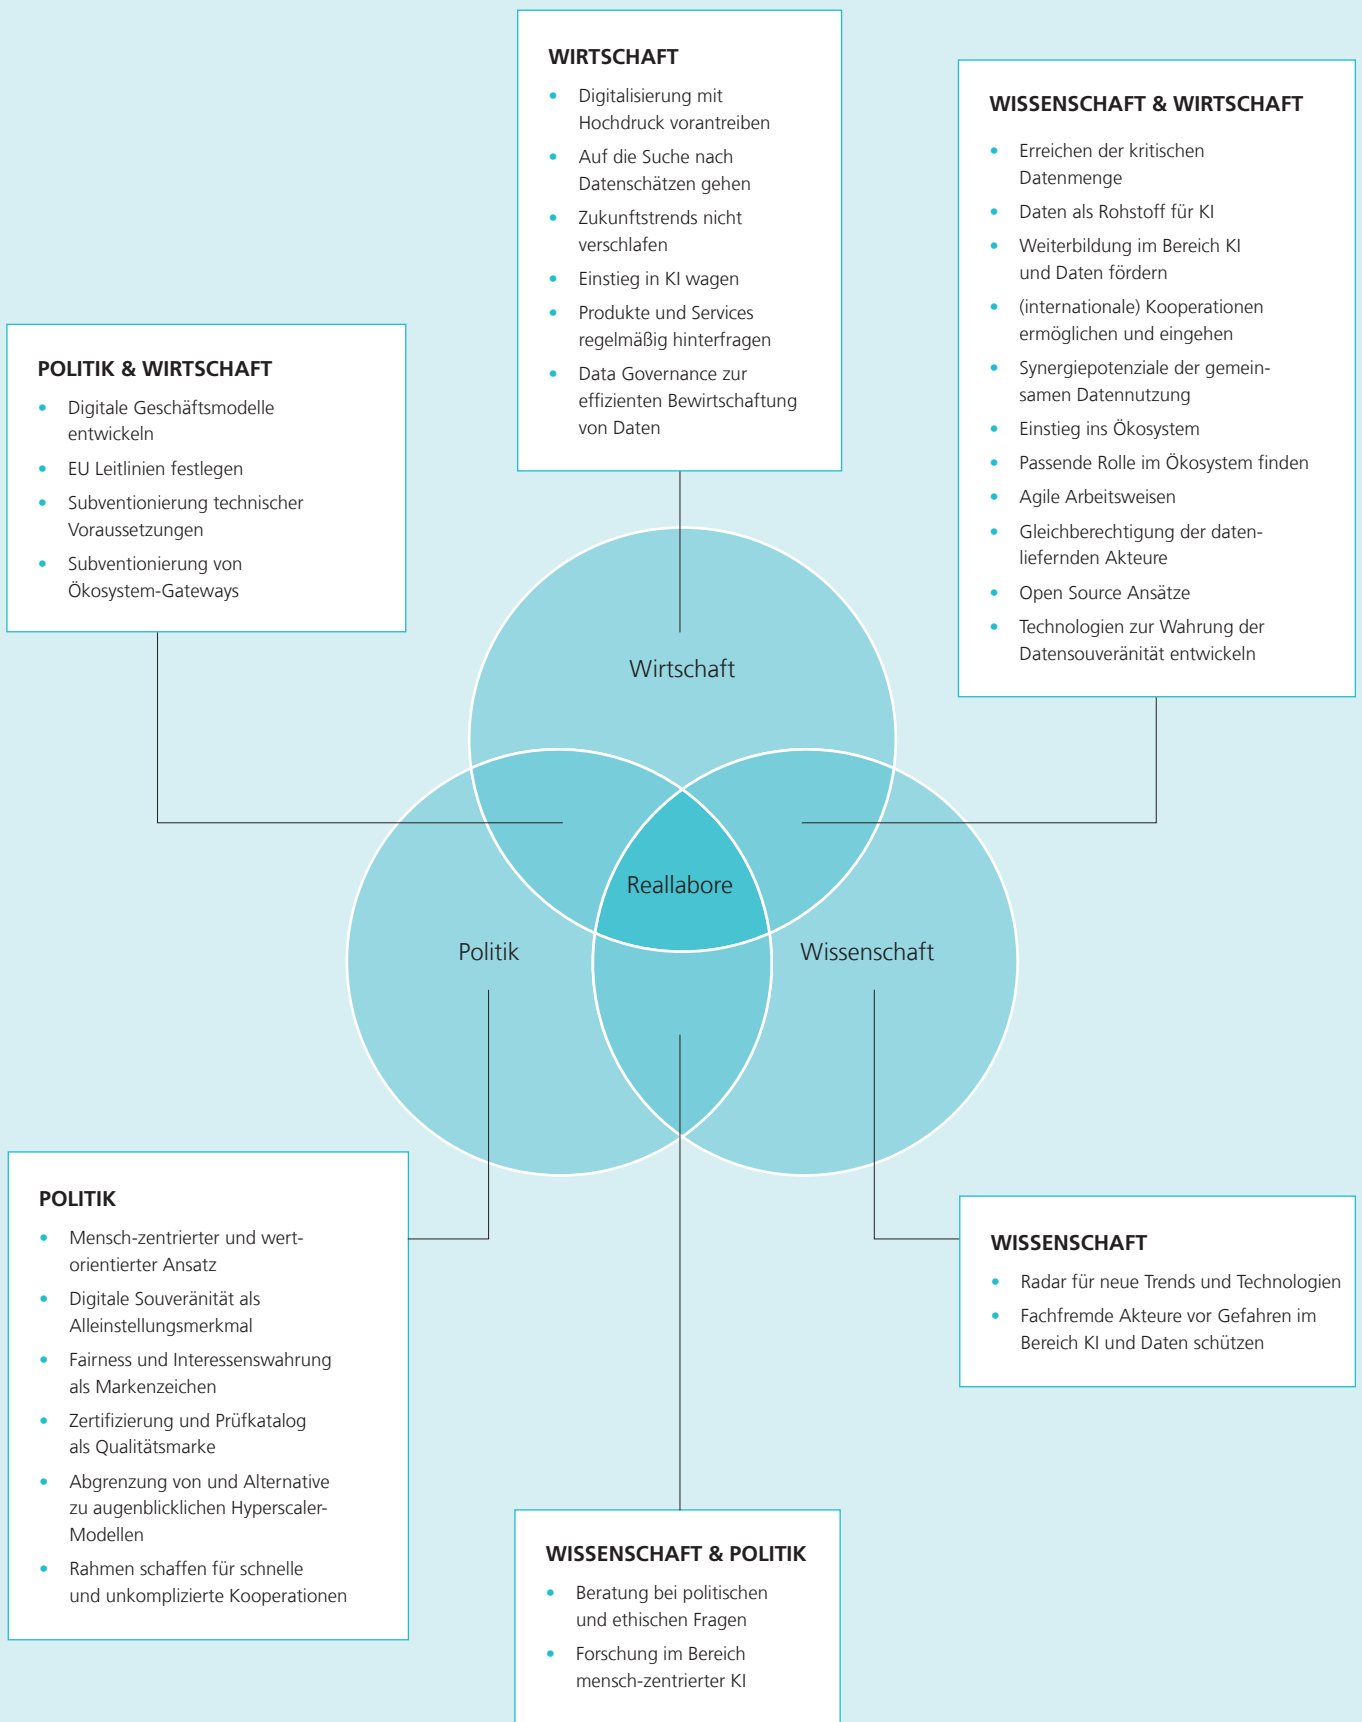 WIRTSCHAFT
• Digitalisierung mit
Hochdruck vorantreiben
• Auf die Suche nach
Datenschätzen gehen
• Zukunftstrends nicht
verschlafen
• Einstieg in KI wagen
• Produkte und Services
regelmäßig hinterfragen
• Data Governance zur
effizienten Bewirtschaftung
von Daten
WISSENSCHAFT & WIRTSCHAFT
• Erreichen der kritischen
Datenmenge
• Daten als Rohstoff für KI
• Weiterbildung im Bereich KI
und Daten fördern
• (internationale) Kooperationen
ermöglichen und eingehen
• Synergiepotenziale der gemein-
samen Datennutzung
• Einstieg ins Ökosystem
• Passende Rolle im Ökosystem finden
• Agile Arbeitsweisen
• Gleichberechtigung der daten-
liefernden Akteure
• Open Source Ansätze
• Technologien zur Wahrung der
Datensouveränität entwickeln
POLITIK & WIRTSCHAFT
• Digitale Geschäftsmodelle
entwickeln
• EU Leitlinien festlegen
• Subventionierung technischer
Voraussetzungen
• Subventionierung von
Ökosystem-Gateways
Wirtschaft
Reallabore
Politik
Wissenschaft
POLITIK
• Mensch-zentrierter und wert-
orientierter Ansatz
• Digitale Souveränität als
Alleinstellungsmerkmal
• Fairness und Interessenswahrung
als Markenzeichen
• Zertifizierung und Prüfkatalog
als Qualitätsmarke
• Abgrenzung von und Alternative
zu augenblicklichen Hyperscaler-
Modellen
• Rahmen schaffen für schnelle
und unkomplizierte Kooperationen
WISSENSCHAFT
• Radar für neue Trends und Technologien
• Fachfremde Akteure vor Gefahren im
Bereich KI und Daten schützen
WISSENSCHAFT & POLITIK
• Beratung bei politischen
und ethischen Fragen
• Forschung im Bereich
mensch-zentrierter KI